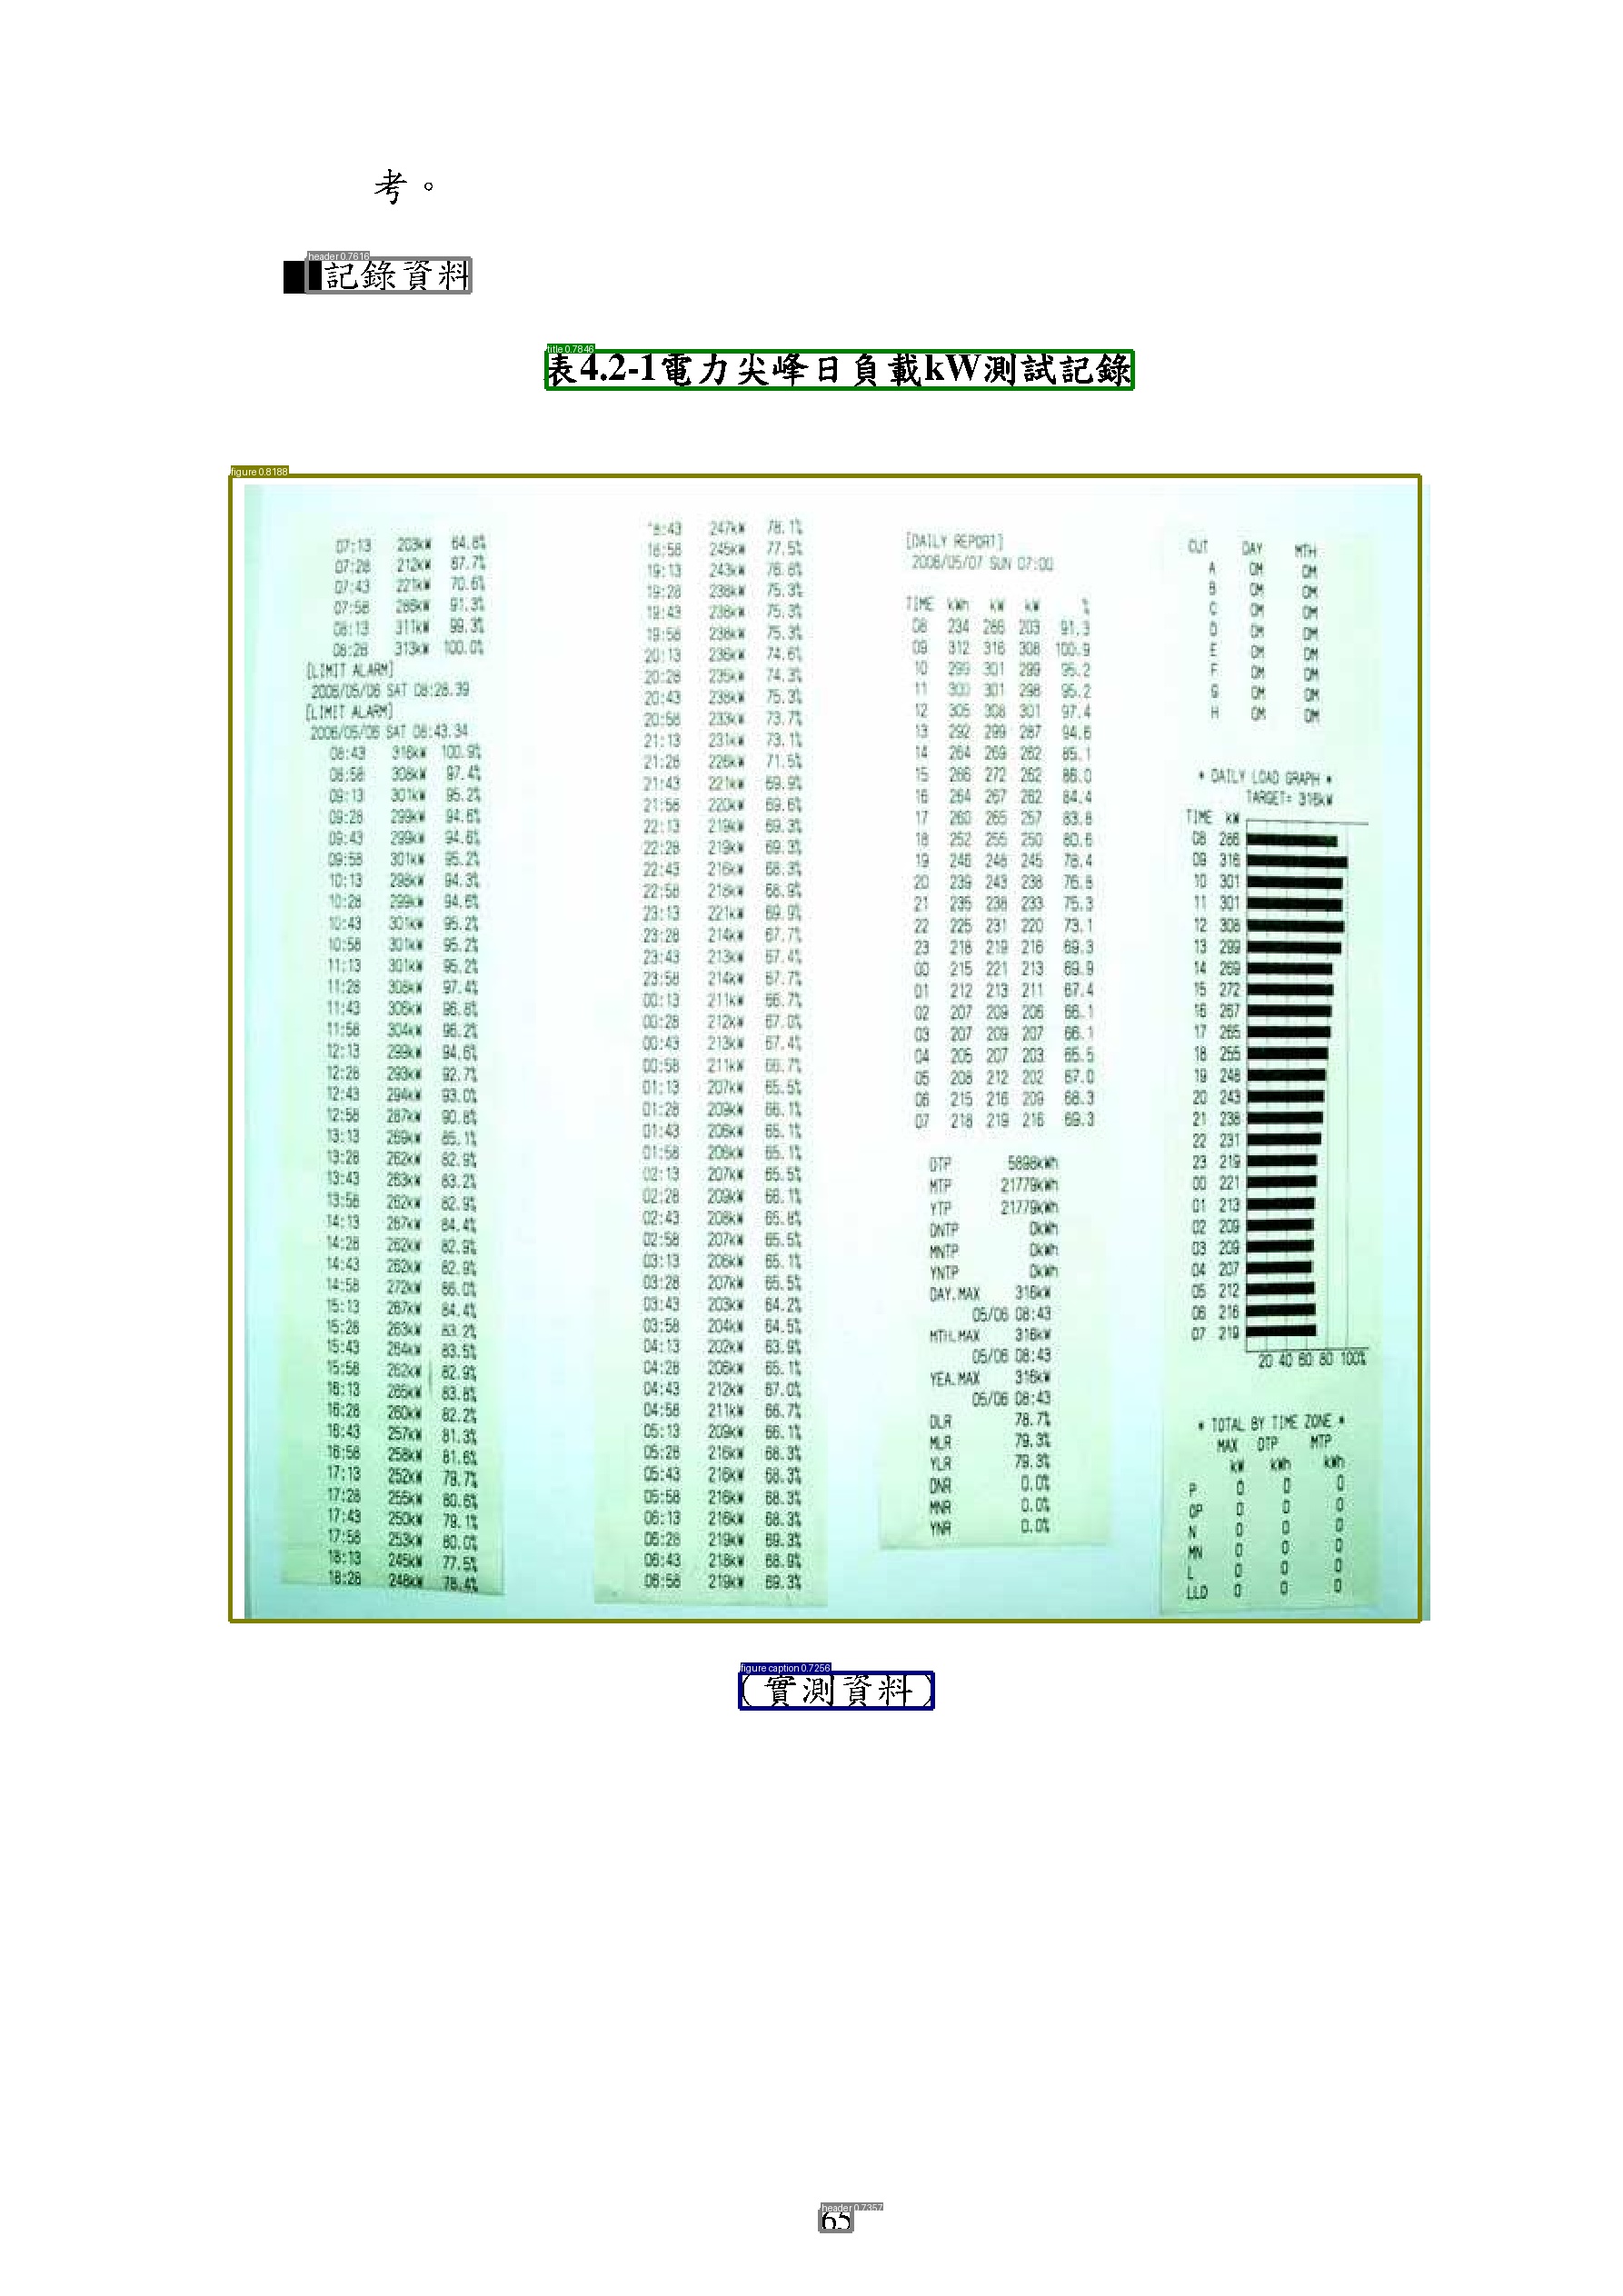 考。
header 0.7616
記錄資料
title 0.7846
表4.2-1電力尖峰日負載kW測試記錄
figure 0.8188
07:13 203kW 64.8%
07:28 212kW 67.7%
07:43 221kW 70.6%
07:58 286kW 91.3%
08:13 311kW 99.3%
08:28 313kW 100.0%
[LIMIT ALARM]
2006/05/06 SAT 08:28.39
[LIMIT ALARM]
2006/05/06 SAT 08:43.34
08:43 316kW 100.9%
08:58 308kW 97.4%
09:13 301kW 95.2%
09:28 299kW 94.6%
09:43 299kW 94.6%
09:58 301kW 95.2%
10:13 298kW 94.3%
10:28 299kW 94.6%
10:43 301kW 95.2%
10:58 301kW 95.2%
11:13 301kW 95.2%
11:28 308kW 97.4%
11:43 306kW 96.8%
11:58 304kW 96.2%
12:13 299kW 94.6%
12:28 293kW 92.7%
12:43 294kW 93.0%
12:58 287kW 90.8%
13:13 269kW 85.1%
13:28 262kW 82.9%
13:43 263kW 83.2%
13:58 262kW 82.9%
14:13 267kW 84.4%
14:28 262kW 82.9%
14:43 262kW 82.9%
14:58 272kW 86.0%
15:13 267kW 84.4%
15:28 263kW 83.2%
15:43 264kW 83.5%
15:58 262kW 82.9%
16:13 265kW 83.8%
16:28 260kW 82.2%
16:43 257kW 81.3%
16:58 258kW 81.6%
17:13 252kW 79.7%
17:28 255kW 80.6%
17:43 250kW 79.1%
17:58 253kW 80.0%
18:13 245kW 77.5%
18:28 248kW 78.4%
8:43 247kW 78.1%
18:58 245kW 77.5%
19:13 243kW 76.8%
19:28 238kW 75.3%
19:43 238kW 75.3%
19:58 238kW 75.3%
20:13 236kW 74.6%
20:28 235kW 74.3%
20:43 238kW 75.3%
20:58 233kW 73.7%
21:13 231kW 73.1%
21:28 226kW 71.5%
21:43 221kW 69.9%
21:58 220kW 69.6%
22:13 219kW 69.3%
22:28 219kW 69.3%
22:43 216kW 68.3%
22:58 218kW 68.9%
23:13 221kW 69.9%
23:28 214kW 67.7%
23:43 213kW 67.4%
23:58 214kW 67.7%
00:13 211kW 66.7%
00:28 212kW 67.0%
00:43 213kW 67.4%
00:58 211kW 66.7%
01:13 207kW 65.5%
01:28 209kW 66.1%
01:43 206kW 65.1%
01:58 206kW 65.1%
02:13 207kW 65.5%
02:28 209kW 66.1%
02:43 208kW 65.8%
02:58 207kW 65.5%
03:13 206kW 65.1%
03:28 207kW 65.5%
03:43 203kW 64.2%
03:58 204kW 64.5%
04:13 202kW 63.9%
04:28 206kW 65.1%
04:43 212kW 67.0%
04:58 211kW 66.7%
05:13 209kW 66.1%
05:28 216kW 68.3%
05:43 216kW 68.3%
05:58 216kW 68.3%
06:13 216kW 68.3%
06:28 219kW 69.3%
06:43 218kW 68.9%
06:58 219kW 69.3%
[DAILY REPORT]
2006/05/07 SUN 07:00
TIME kWh kW kW %
08 234 286 203 91.3
09 312 316 308 100.9
10 299 301 299 95.2
11 300 301 298 95.2
12 305 308 301 97.4
13 292 299 287 94.6
14 264 269 262 85.1
15 266 272 262 86.0
16 264 267 262 84.4
17 260 265 257 83.8
18 252 255 250 80.6
19 246 248 245 78.4
20 239 243 238 76.8
21 235 238 233 75.3
22 225 231 220 73.1
23 218 219 216 69.3
00 215 221 213 69.9
01 212 213 211 67.4
02 207 209 206 66.1
03 207 209 207 66.1
04 205 207 203 65.5
05 208 212 202 67.0
06 215 216 209 68.3
07 218 219 216 69.3
DTP 5898kWh
MTP 21779kWh
YTP 21779kWh
DNTP 0kWh
MNTP 0kWh
YNTP 0kWh
DAY.MAX 316kW
05/06 08:43
MTH.MAX 316kW
05/06 08:43
YEA.MAX 316kW
05/06 08:43
DLR 78.7%
MLR 79.3%
YLR 79.3%
DNR 0.0%
MNR 0.0%
YNR 0.0%
CUT DAY MTH
A 0M 0M
B 0M 0M
C 0M 0M
D 0M 0M
E 0M 0M
F 0M 0M
G 0M 0M
H 0M 0M
* DAILY LOAD GRAPH *
TARGET= 316kW
TIME kW
08 286
09 316
10 301
11 301
12 308
13 299
14 269
15 272
16 267
17 265
18 255
19 248
20 243
21 238
22 231
23 219
00 221
01 213
02 209
03 209
04 207
05 212
06 216
07 219
20 40 60 80 100%
* TOTAL BY TIME ZONE *
MAX DTP MTP
kW kWh kWh
P 0 0 0
OP 0 0 0
N 0 0 0
MN 0 0 0
L 0 0 0
LLD 0 0 0
figure caption 0.7256
( 實測資料 )
header 0.7357
65